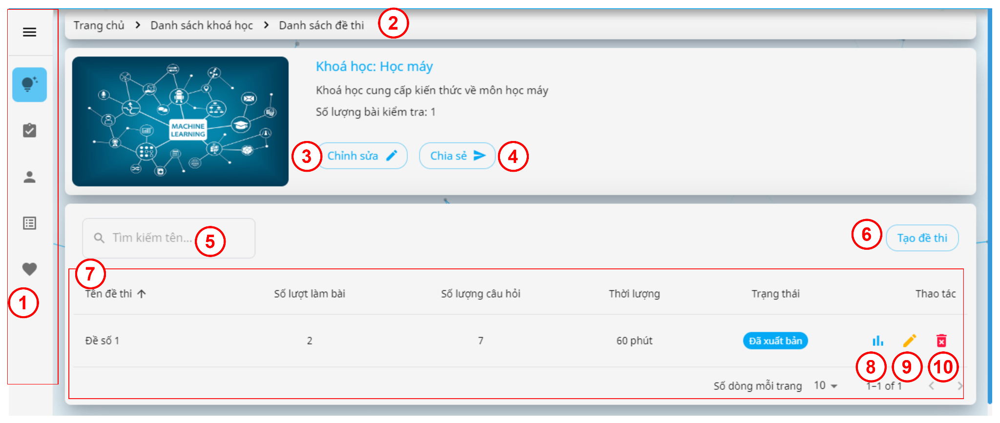 Trang chủ > Danh sách khoá học > Danh sách đề thi 2
MACHINE
LEARNING
Khoá học: Học máy
Khoá học cung cấp kiến thức về môn học máy
Số lượng bài kiểm tra: 1
3 Chỉnh sửa Chia sẻ 4
Tìm kiếm tên... 5
6 Tạo đề thi
7
Tên đề thi ↑ Số lượt làm bài Số lượng câu hỏi Thời lượng Trạng thái Thao tác
1
Đề số 1 2 7 60 phút Đã xuất bản
8 9 10
Số dòng mỗi trang 10 1–1 of 1 < >